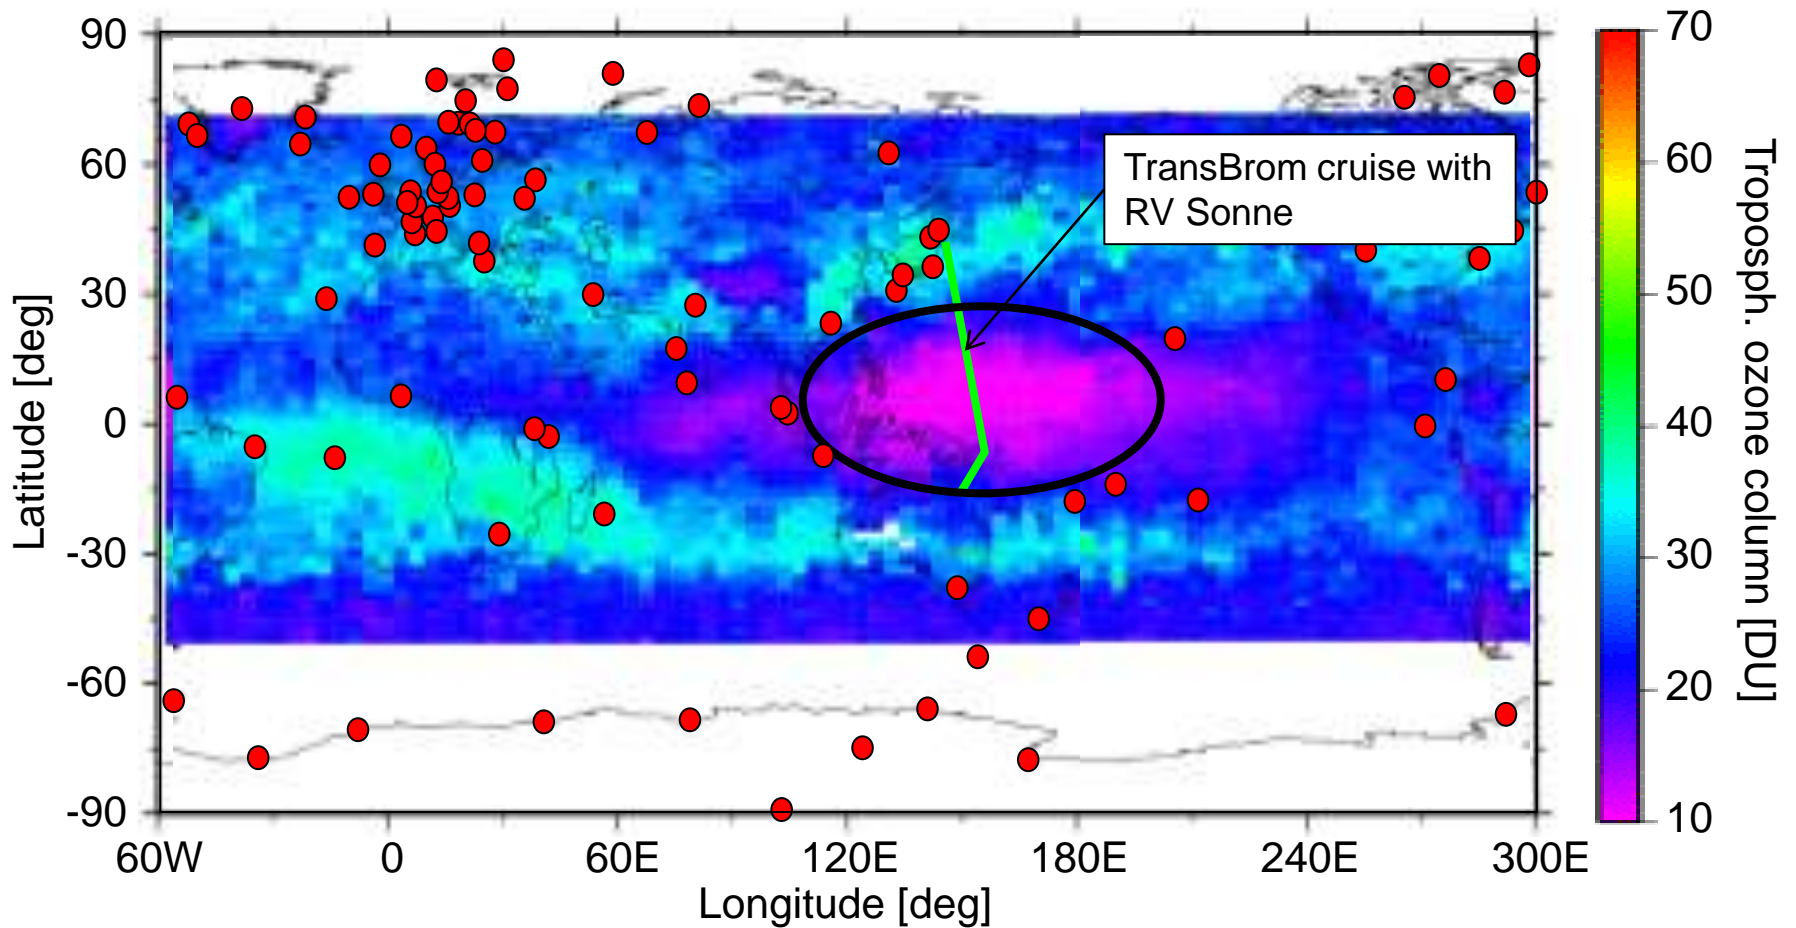 90
60
30
0
-30
-60
-90
Latitude [deg]
60W
0
60E
120E
180E
240E
300E
Longitude [deg]
TransBrom cruise with
RV Sonne
70
60
50
40
30
20
10
Troposph. ozone column [DU]